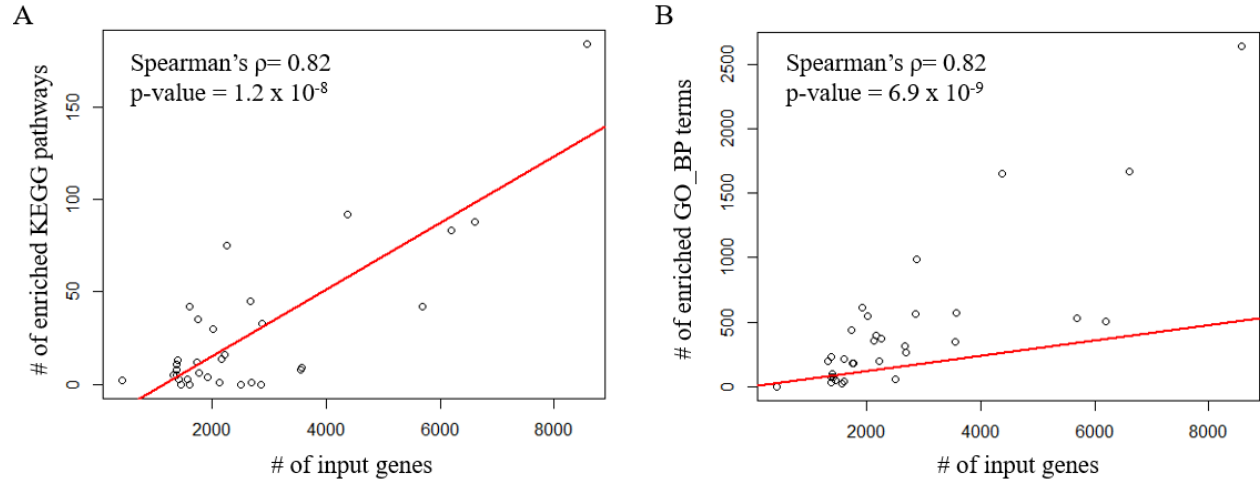 A
Spearman's ρ= 0.82
p-value = 1.2 x 10⁻⁸
# of enriched KEGG pathways
150
100
50
0
2000 4000 6000 8000
# of input genes
B
Spearman's ρ= 0.82
p-value = 6.9 x 10⁻⁹
# of enriched GO_BP terms
2500
2000
1500
1000
500
0
2000 4000 6000 8000
# of input genes